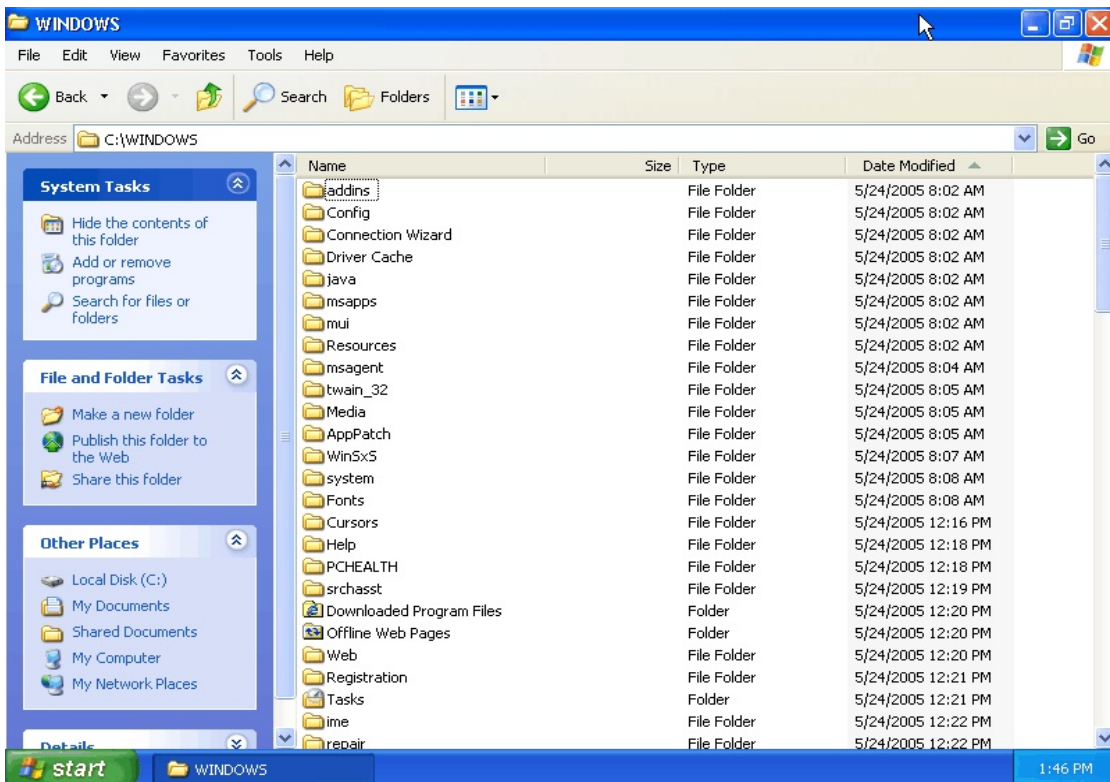 WINDOWS
File Edit View Favorites Tools Help
Back Search Folders
Address C:\WINDOWS Go
System Tasks
Hide the contents of
this folder
Add or remove
programs
Search for files or
folders
File and Folder Tasks
Make a new folder
Publish this folder to
the Web
Share this folder
Other Places
Local Disk (C:)
My Documents
Shared Documents
My Computer
My Network Places
Details
Name Size Type Date Modified
addins File Folder 5/24/2005 8:02 AM
Config File Folder 5/24/2005 8:02 AM
Connection Wizard File Folder 5/24/2005 8:02 AM
Driver Cache File Folder 5/24/2005 8:02 AM
java File Folder 5/24/2005 8:02 AM
msapps File Folder 5/24/2005 8:02 AM
mui File Folder 5/24/2005 8:02 AM
Resources File Folder 5/24/2005 8:02 AM
msagent File Folder 5/24/2005 8:04 AM
twain_32 File Folder 5/24/2005 8:05 AM
Media File Folder 5/24/2005 8:05 AM
AppPatch File Folder 5/24/2005 8:05 AM
WinSxS File Folder 5/24/2005 8:07 AM
system File Folder 5/24/2005 8:08 AM
Fonts File Folder 5/24/2005 8:08 AM
Cursors File Folder 5/24/2005 12:16 PM
Help File Folder 5/24/2005 12:18 PM
PCHEALTH File Folder 5/24/2005 12:18 PM
srchasst File Folder 5/24/2005 12:19 PM
Downloaded Program Files Folder 5/24/2005 12:20 PM
Offline Web Pages Folder 5/24/2005 12:20 PM
Web File Folder 5/24/2005 12:20 PM
Registration File Folder 5/24/2005 12:21 PM
Tasks Folder 5/24/2005 12:21 PM
ime File Folder 5/24/2005 12:22 PM
repair File Folder 5/24/2005 12:22 PM
start WINDOWS 1:46 PM